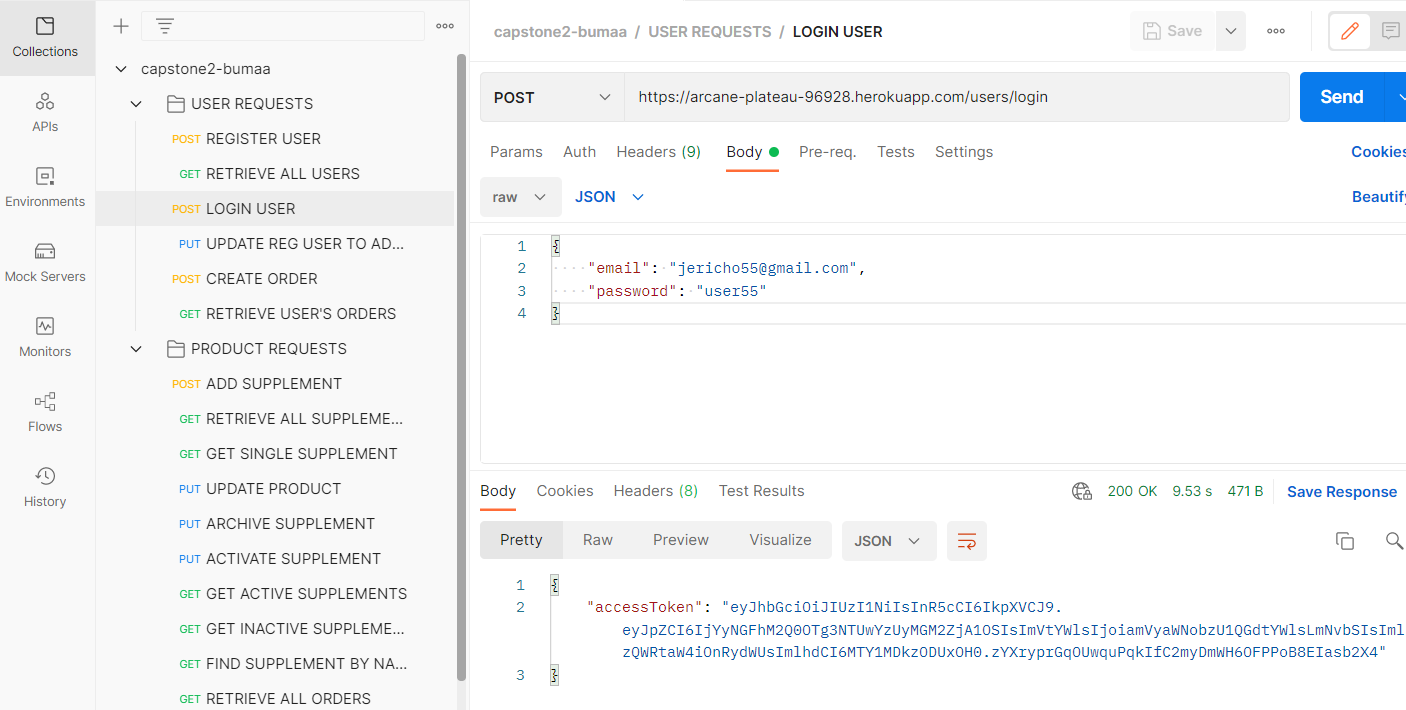 Collections
APIs
Environments
Mock Servers
Monitors
Flows
History
capstone2-bumaa
USER REQUESTS
POST REGISTER USER
GET RETRIEVE ALL USERS
POST LOGIN USER
PUT UPDATE REG USER TO AD...
POST CREATE ORDER
GET RETRIEVE USER'S ORDERS
PRODUCT REQUESTS
POST ADD SUPPLEMENT
GET RETRIEVE ALL SUPPLEME...
GET GET SINGLE SUPPLEMENT
PUT UPDATE PRODUCT
PUT ARCHIVE SUPPLEMENT
PUT ACTIVATE SUPPLEMENT
GET GET ACTIVE SUPPLEMENTS
GET GET INACTIVE SUPPLEME...
GET FIND SUPPLEMENT BY NA...
GET RETRIEVE ALL ORDERS
capstone2-bumaa / USER REQUESTS / LOGIN USER
Save
POST https://arcane-plateau-96928.herokuapp.com/users/login Send
Params Auth Headers (9) Body Pre-req. Tests Settings Cookies
raw JSON Beautify
1 {
2 "email": "jericho55@gmail.com",
3 "password": "user55"
4 }
Body Cookies Headers (8) Test Results 200 OK 9.53 s 471 B Save Response
Pretty Raw Preview Visualize JSON
1 {
2 "accessToken": "eyJhbGciOiJIUzI1NiIsInR5cCI6IkpXVCJ9.
eyJpZCI6IjYyNGFhM2Q0OTg3NTUwYzUyMGM2ZjA1OSIsImVtYWlsIjoiamVyaWNobzU1QGdtYWlsLmNvbSIsIml
zQWRtaW4iOnRydWUsImlhdCI6MTY1MDkzODUxOH0.zYXryprGqOUwquPqkIfC2myDmWH6OFPPoB8EIasb2X4"
3 }